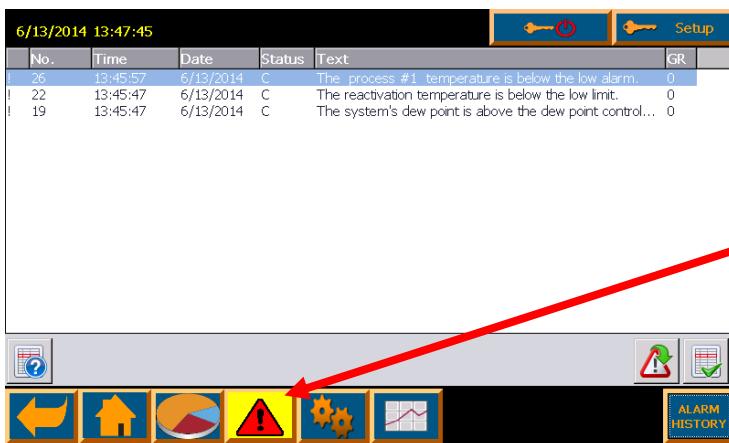 6/13/2014 13:47:45
Setup
No. Time Date Status Text GR
! 26 13:45:57 6/13/2014 C The process #1 temperature is below the low alarm. 0
! 22 13:45:47 6/13/2014 C The reactivation temperature is below the low limit. 0
! 19 13:45:47 6/13/2014 C The system's dew point is above the dew point control... 0
ALARM
HISTORY